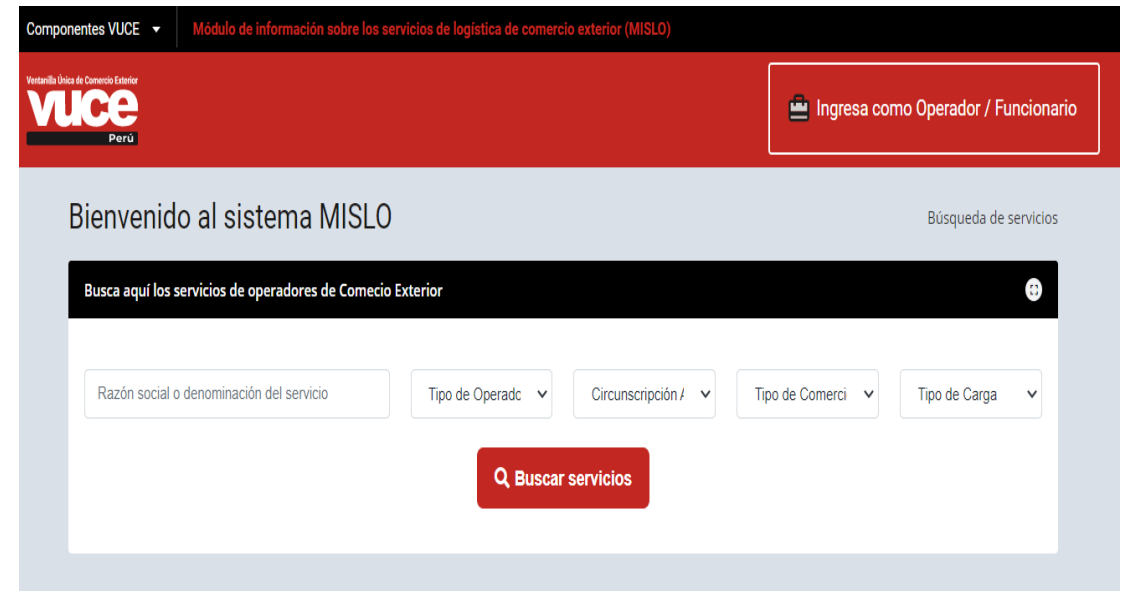 Componentes VUCE
Módulo de información sobre los servicios de logística de comercio exterior (MISLO)
Ventanilla Única de Comercio Exterior
vuce
Perú
Ingresa como Operador / Funcionario
Bienvenido al sistema MISLO
Búsqueda de servicios
Busca aquí los servicios de operadores de Comecio Exterior
Razón social o denominación del servicio
Tipo de Operado
Circunscripción A
Tipo de Comerci
Tipo de Carga
Buscar servicios